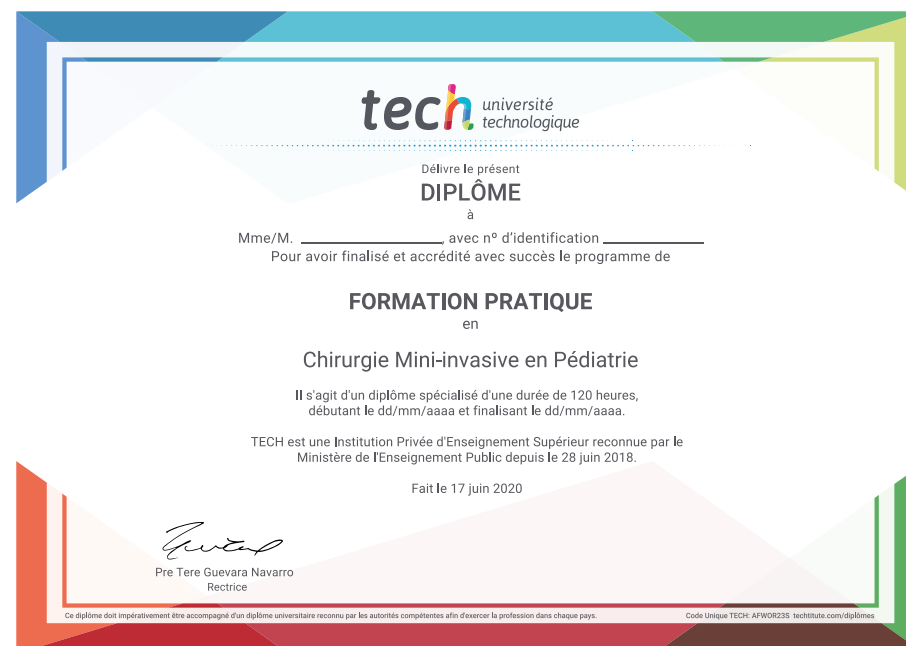 tech université
technologique
Délivre le présent
DIPLÔME
à
Mme/M. ____________________, avec nº d'identification ______________
Pour avoir finalisé et accrédité avec succès le programme de
FORMATION PRATIQUE
en
Chirurgie Mini-invasive en Pédiatrie
Il s'agit d'un diplôme spécialisé d'une durée de 120 heures,
débutant le dd/mm/aaaa et finalisant le dd/mm/aaaa.
TECH est une Institution Privée d'Enseignement Supérieur reconnue par le
Ministère de l'Enseignement Public depuis le 28 juin 2018.
Fait le 17 juin 2020
Pre Tere Guevara Navarro
Rectrice
Ce diplôme doit impérativement être accompagné d'un diplôme universitaire reconnu par les autorités compétentes afin d'exercer la profession dans chaque pays.
Code Unique TECH: AFWOR23S techtitute.com/diplômes